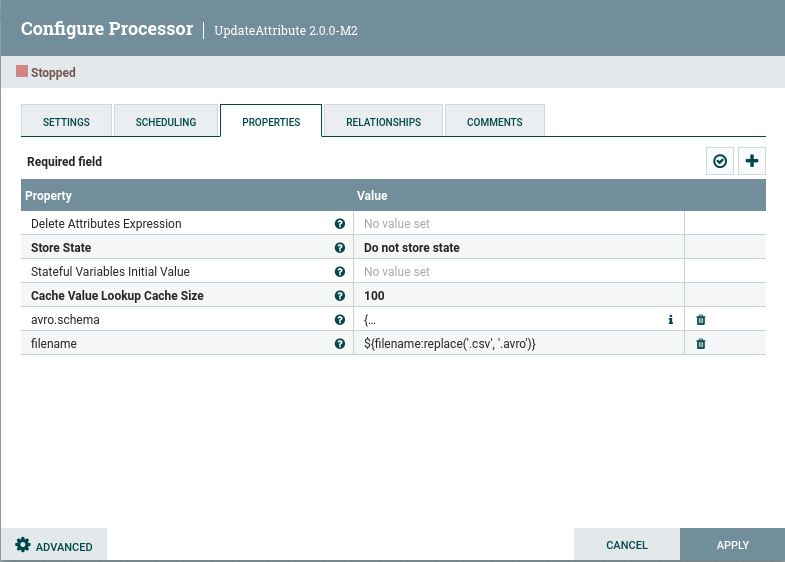 Configure Processor | UpdateAttribute 2.0.0-M2
Stopped
SETTINGS SCHEDULING PROPERTIES RELATIONSHIPS COMMENTS
Required field
Property Value
Delete Attributes Expression No value set
Store State Do not store state
Stateful Variables Initial Value No value set
Cache Value Lookup Cache Size 100
avro.schema {...
filename ${filename:replace('.csv', '.avro')}
ADVANCED CANCEL APPLY